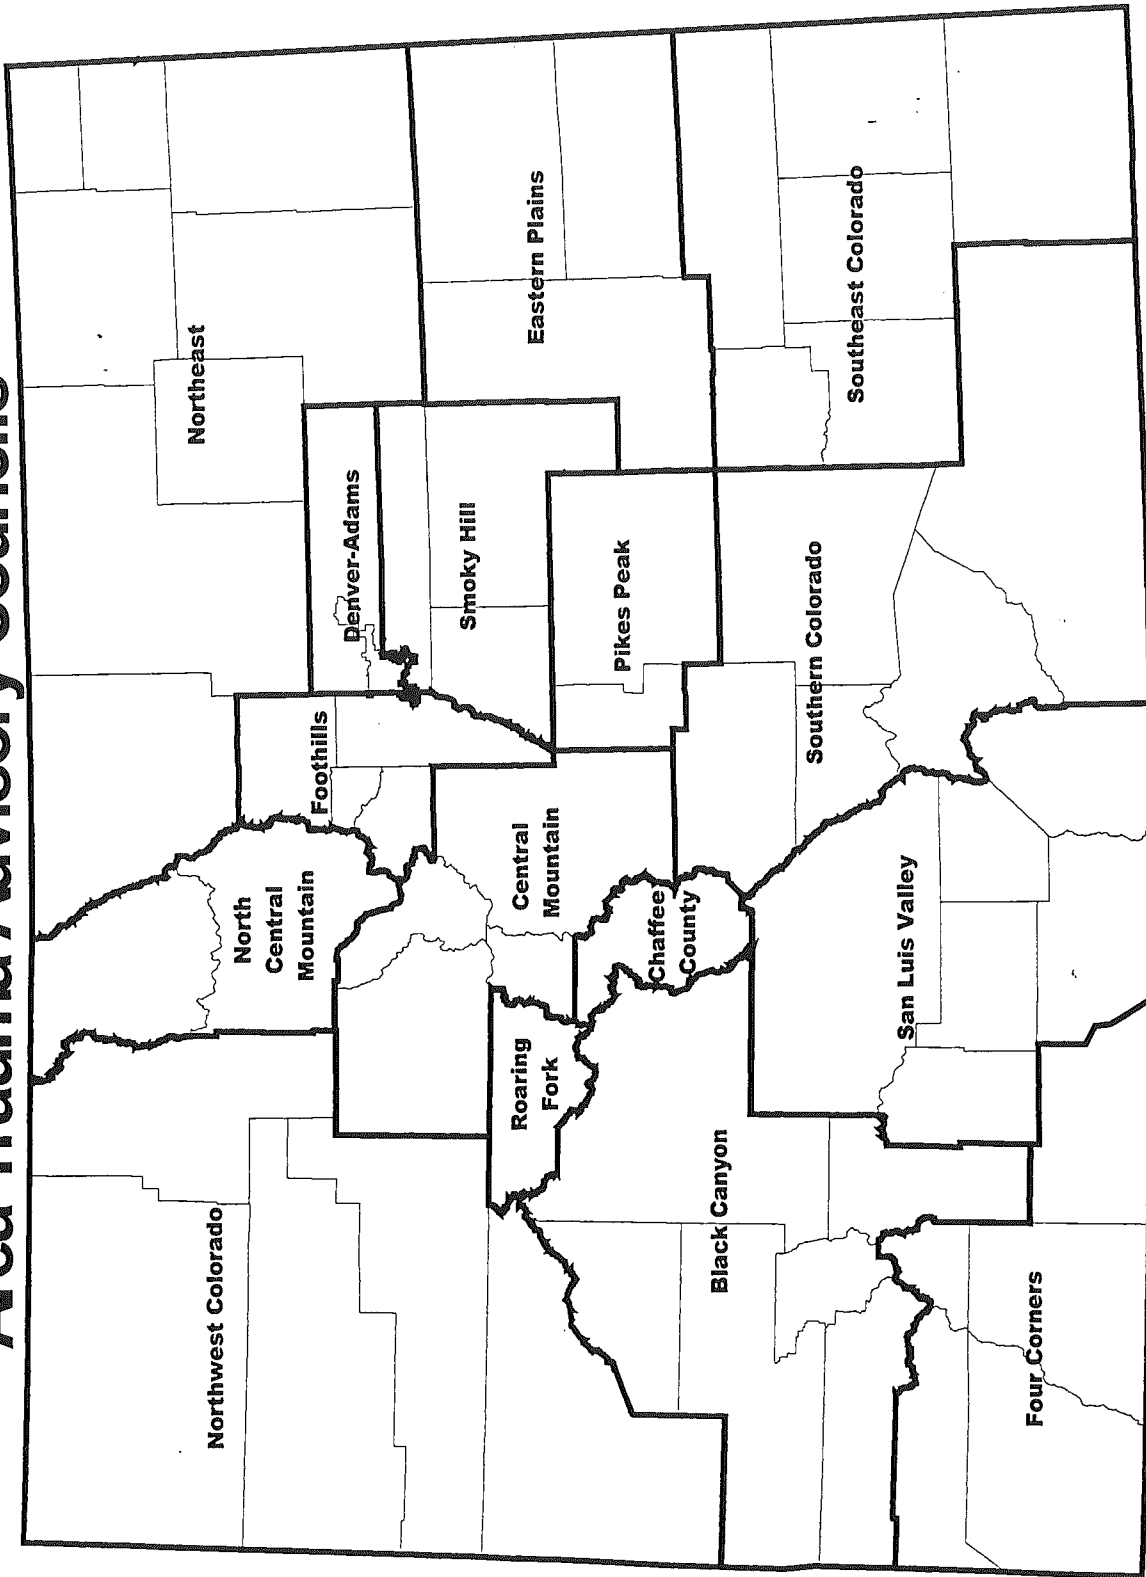 Area Trauma Advisory Councils
Northwest Colorado
Northeast
North
Central
Mountain
Foothills
Denver-Adams
Smoky Hill
Roaring
Fork
Central
Mountain
Eastern Plains
Pikes Peak
Chaffee
County
Black Canyon
Southern Colorado
Southeast Colorado
San Luis Valley
Four Corners